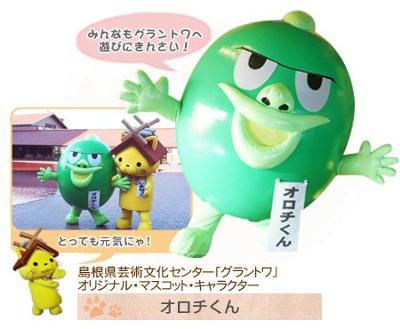 みんなもグラントワへ
遊びにきんさい！
オロチくん
とっても元気にゃ！
島根県芸術文化センター「グラントワ」
オリジナル・マスコット・キャラクター
オロチくん